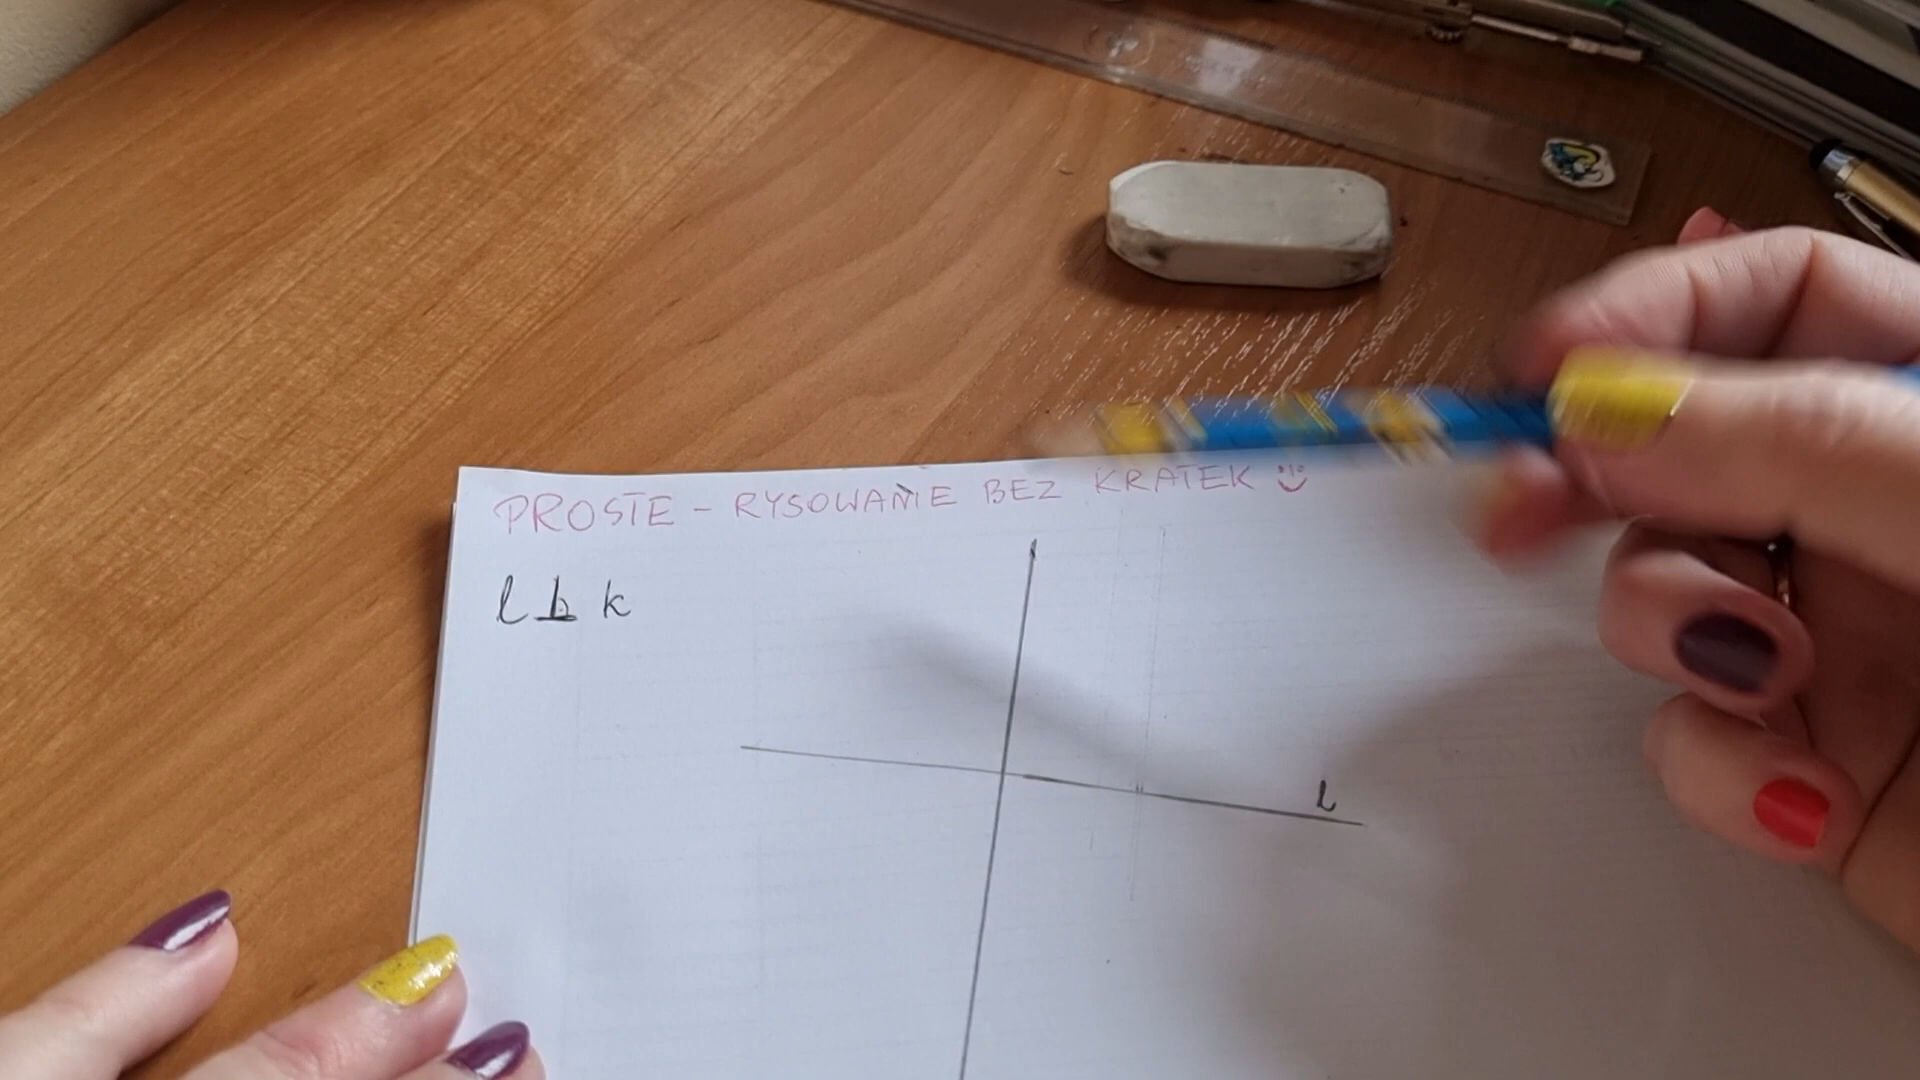 PROSTE - RYSOWANIE BEZ KRATEK
l ⊥ k
l